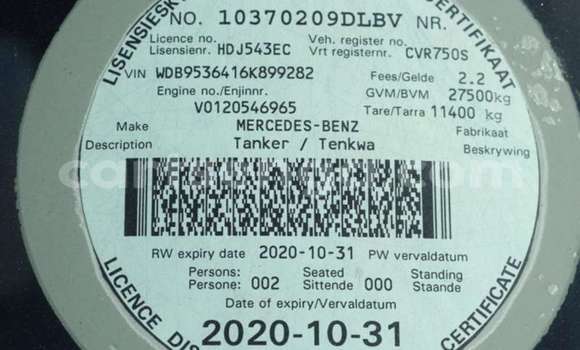 LISENSIESK
CERTIFIKAAT
NO. 10370209DLBV NR.
Licence no. Veh. register no.
Lisensienr. HDJ543EC Vrt registernr. CVR750S
VIN WDB9536416K899282 Fees/Gelde 2.2
Engine no./Enjinnr. GVM/BVM 27500kg
V0120546965 Tare/Tarra 11400 kg
Make MERCEDES-BENZ Fabrikaat
Description Tanker / Tenkwa Beskrywing
RW expiry date 2020-10-31 PW vervaldatum
Persons: Seated Standing
Persone: 002 Sittende 000 Staande
Date of expiry/Vervaldatum
2020-10-31
LICENCE DIS
CERTIFICATE